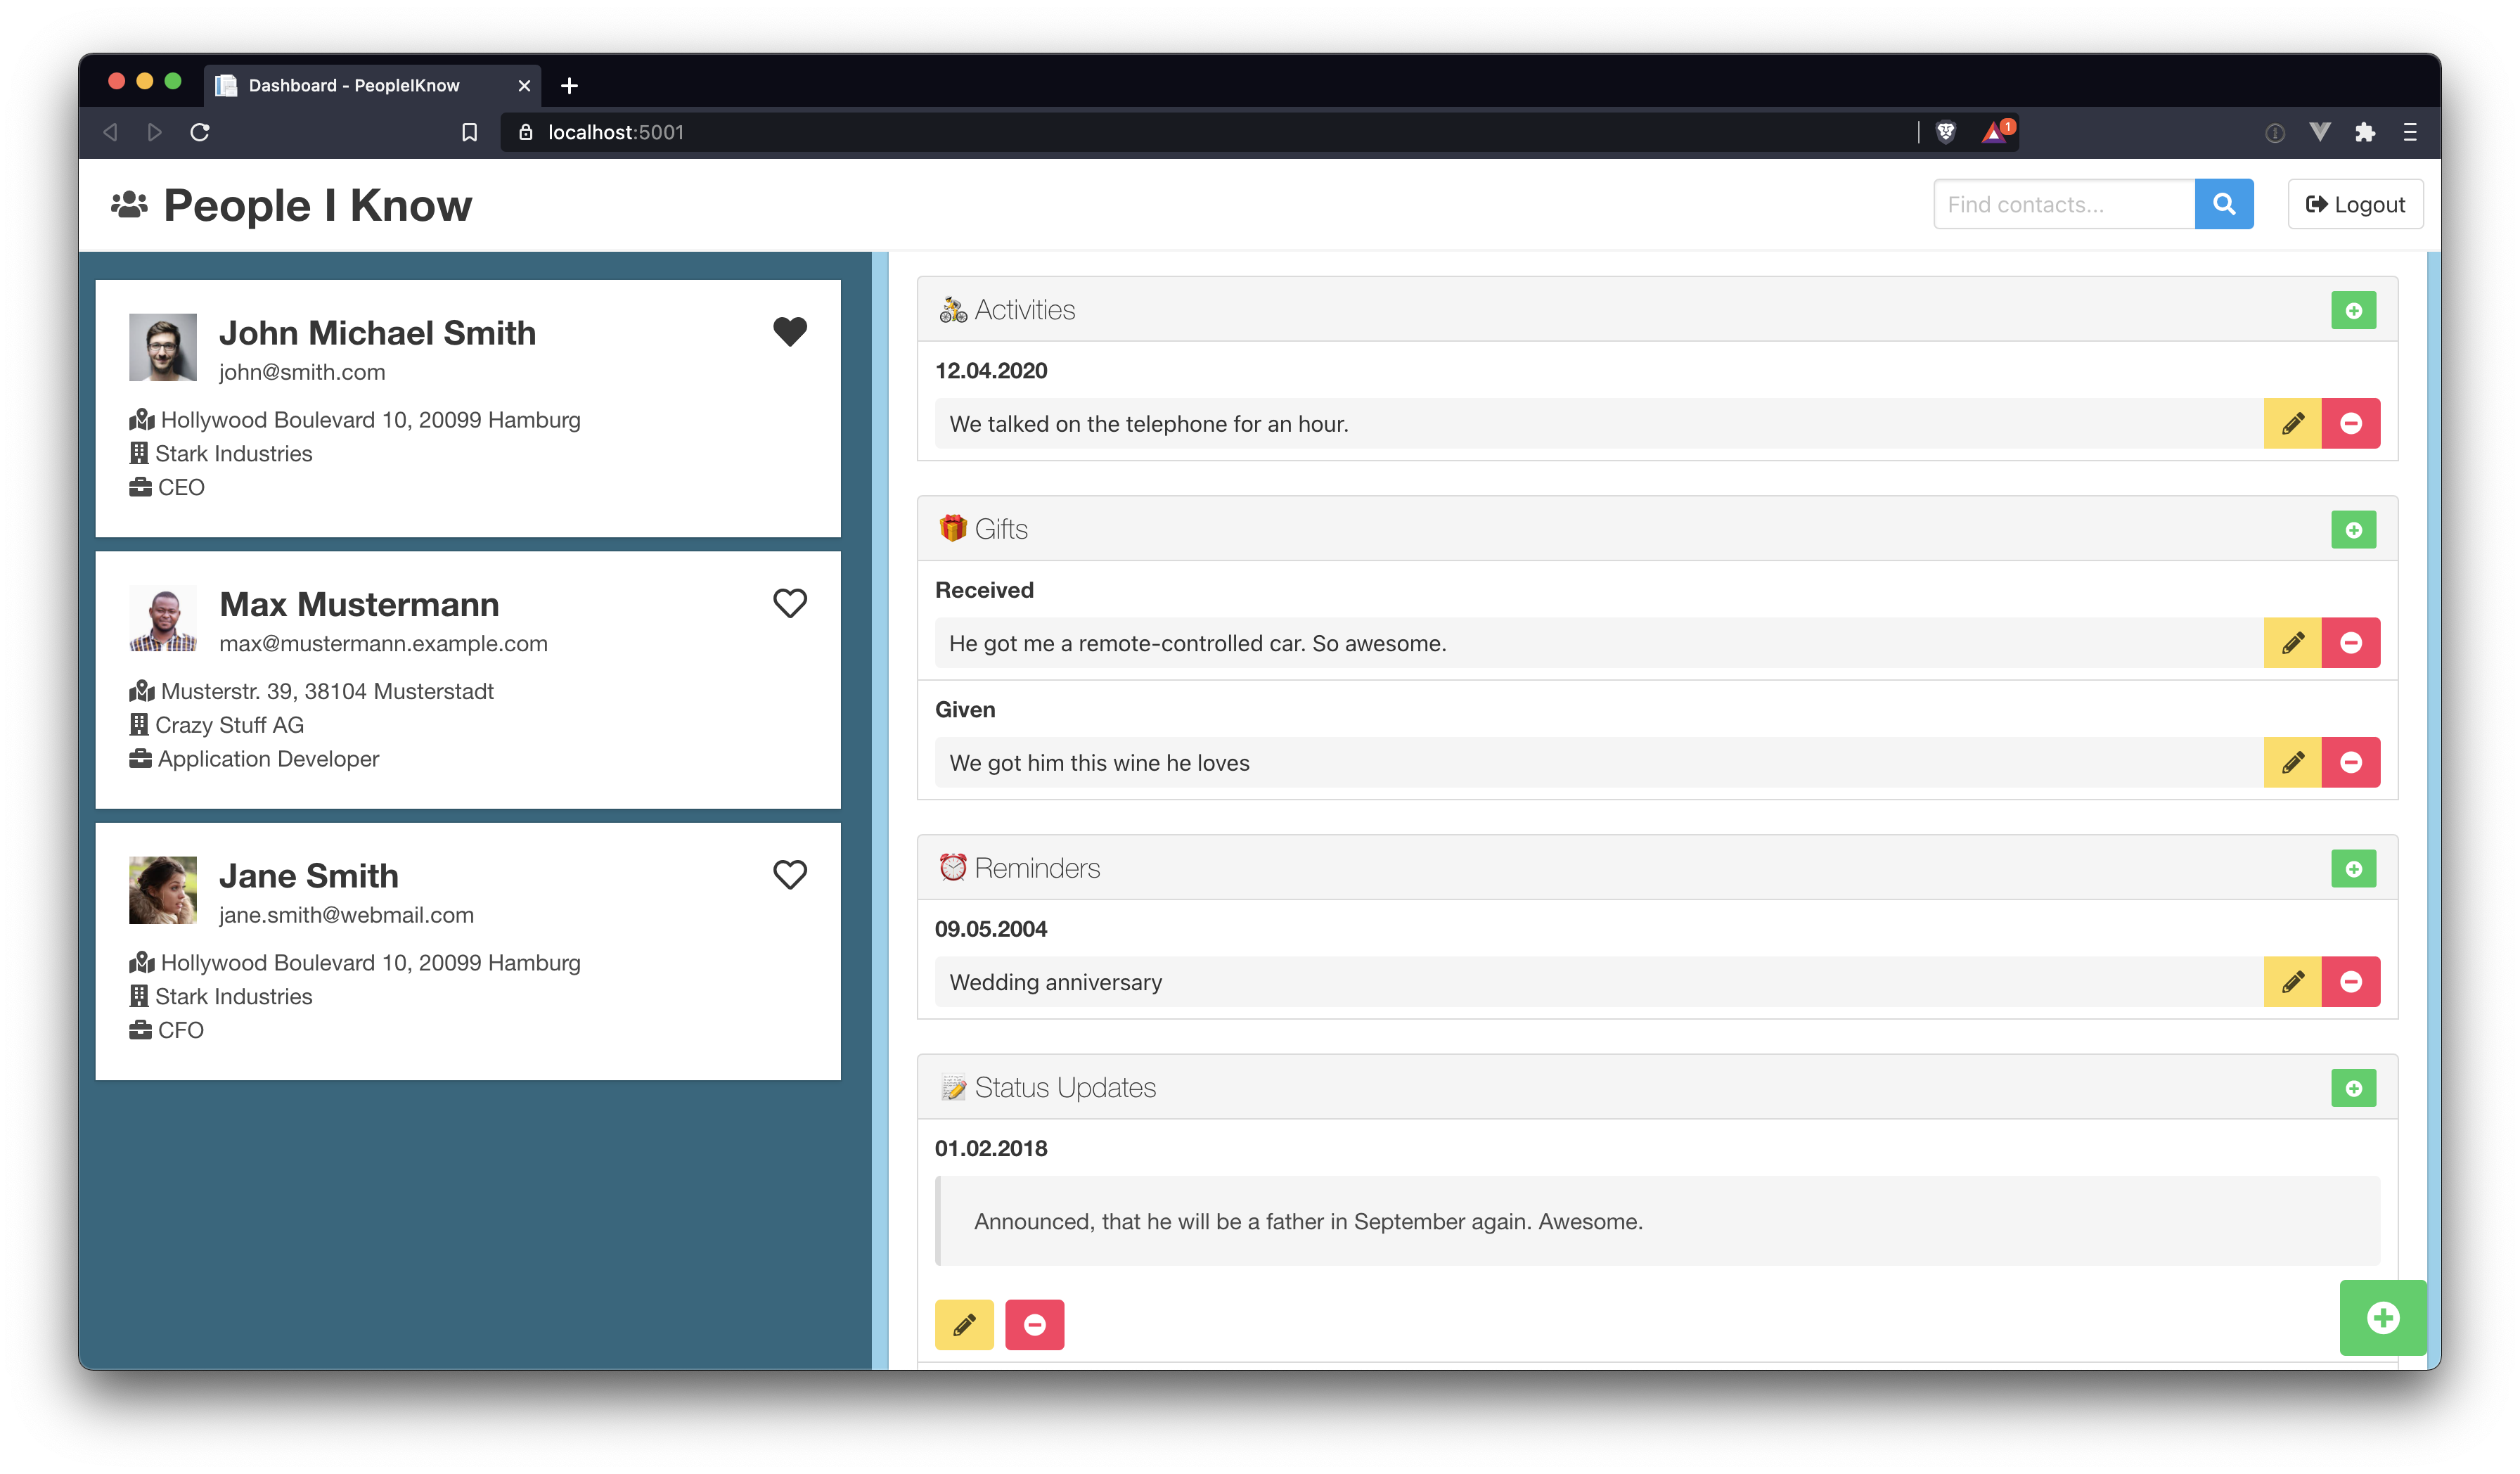 Dashboard - PeopleIKnow
localhost:5001
1
People I Know
Find contacts...
Logout
John Michael Smith
john@smith.com
Hollywood Boulevard 10, 20099 Hamburg
Stark Industries
CEO
Max Mustermann
max@mustermann.example.com
Musterstr. 39, 38104 Musterstadt
Crazy Stuff AG
Application Developer
Jane Smith
jane.smith@webmail.com
Hollywood Boulevard 10, 20099 Hamburg
Stark Industries
CFO
Activities
12.04.2020
We talked on the telephone for an hour.
Gifts
Received
He got me a remote-controlled car. So awesome.
Given
We got him this wine he loves
Reminders
09.05.2004
Wedding anniversary
Status Updates
01.02.2018
Announced, that he will be a father in September again. Awesome.